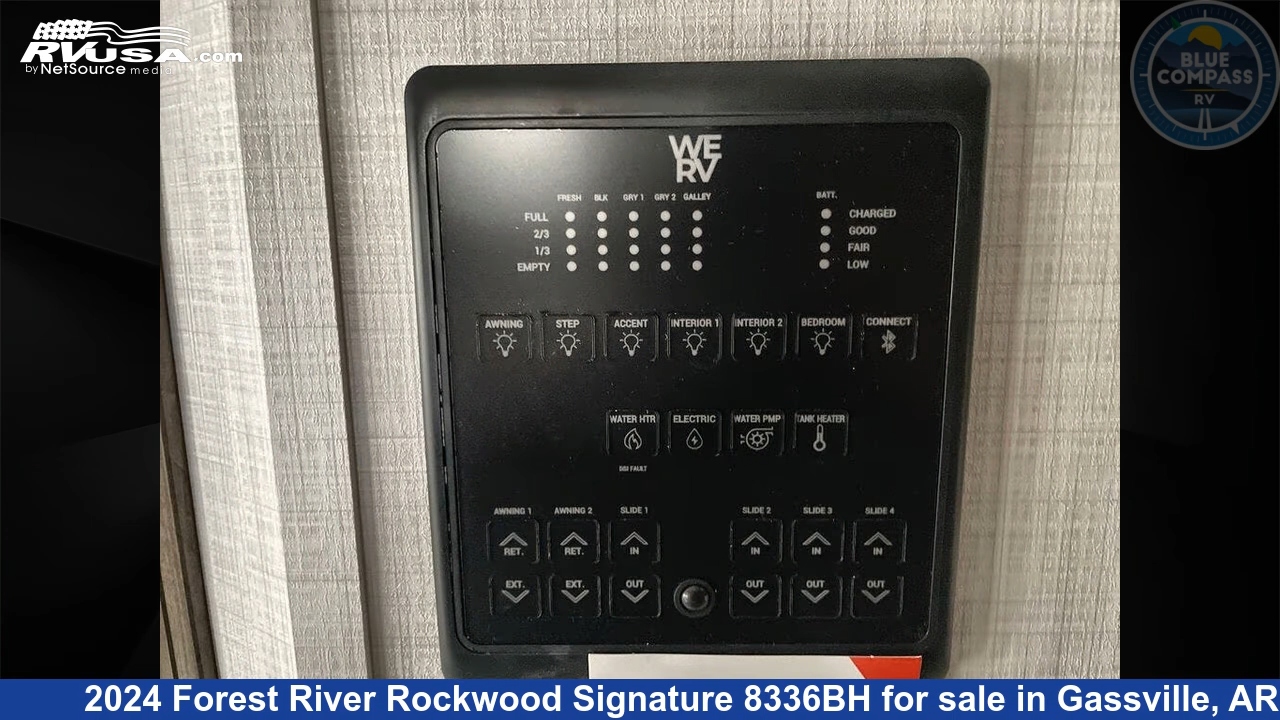 RVUSA.com
by NetSource media
BLUE
COMPASS
RV
WE
RV
FRESH BLK GRY 1 GRY 2 GALLEY BATT.
FULL CHARGED
2/3 GOOD
1/3 FAIR
EMPTY LOW
AWNING STEP ACCENT INTERIOR 1 INTERIOR 2 BEDROOM CONNECT
WATER HTR ELECTRIC WATER PMP TANK HEATER
DSI FAULT
AWNING 1 AWNING 2 SLIDE 1 SLIDE 2 SLIDE 3 SLIDE 4
RET. RET. IN IN IN IN
EXT. EXT. OUT OUT OUT OUT
2024 Forest River Rockwood Signature 8336BH for sale in Gassville, AR